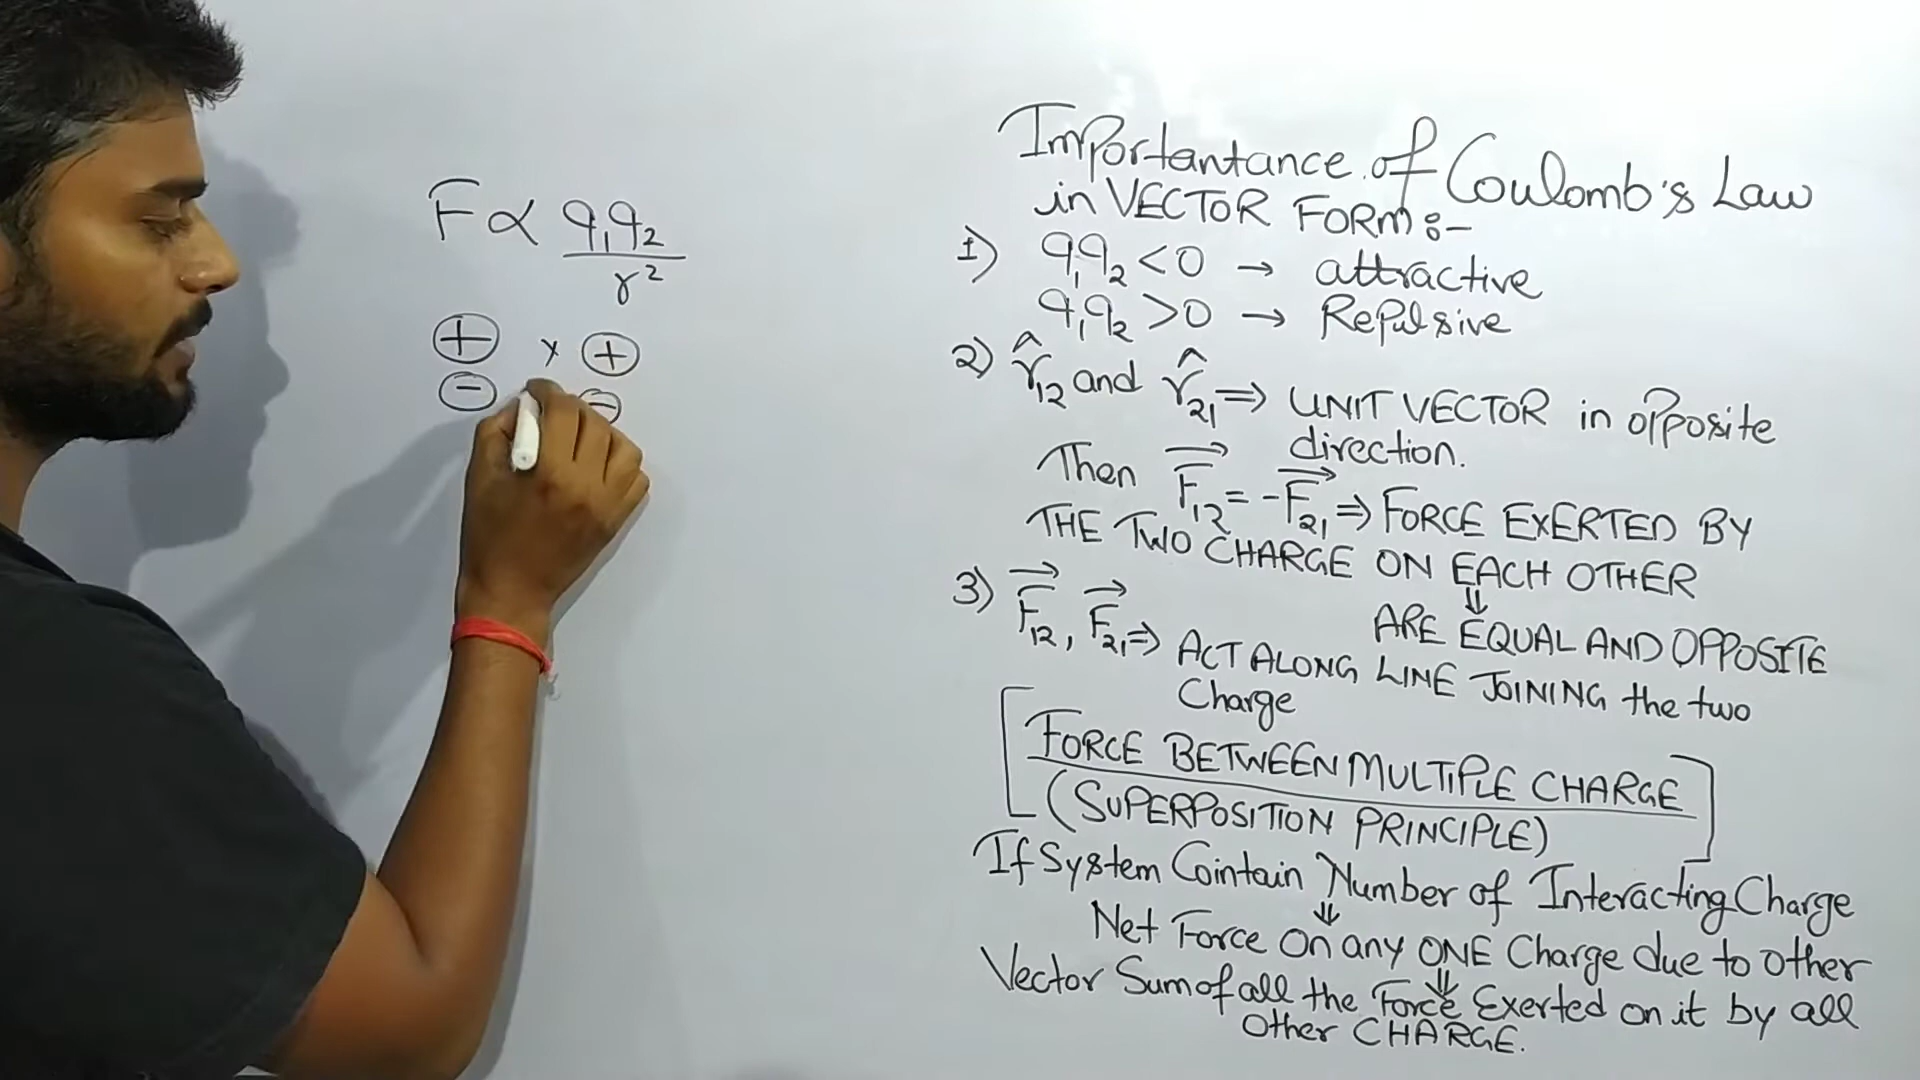 F ∝ q1q2
r²
+ × +
- -
Importantance of Coulomb's Law
in VECTOR FORM :-
1) q1q2 < 0 → attractive
q1q2 > 0 → Repulsive
2) r̂12 and r̂21 ⇒ UNIT VECTOR in opposite
direction.
Then F⃗12 = -F⃗21 ⇒ FORCE EXERTED BY
THE TWO CHARGE ON EACH OTHER
⇓
ARE EQUAL AND OPPOSITE
3) F⃗12, F⃗21 ⇒ ACT ALONG LINE JOINING the two
Charge
[FORCE BETWEEN MULTIPLE CHARGE
(SUPERPOSITION PRINCIPLE)]
If System Cointain Number of Interacting Charge
⇓
Net Force On any ONE Charge due to other
⇓
Vector Sum of all the Force Exerted on it by all
Other CHARGE.